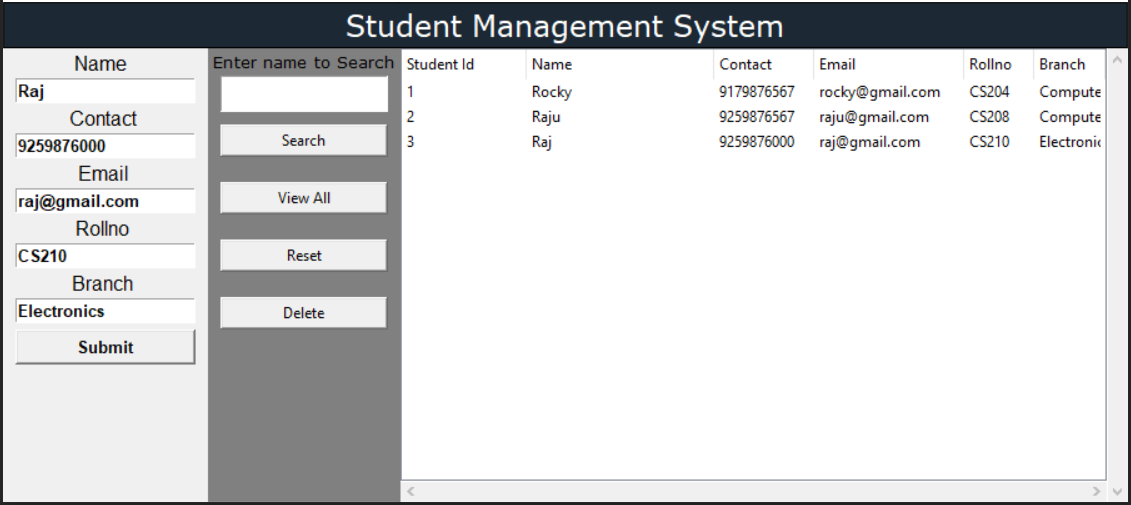 Student Management System
Name
Raj
Contact
9259876000
Email
raj@gmail.com
Rollno
CS210
Branch
Electronics
Submit
Enter name to Search
Search
View All
Reset
Delete
Student Id Name Contact Email Rollno Branch
1 Rocky 9179876567 rocky@gmail.com CS204 Compute
2 Raju 9259876567 raju@gmail.com CS208 Compute
3 Raj 9259876000 raj@gmail.com CS210 Electronic